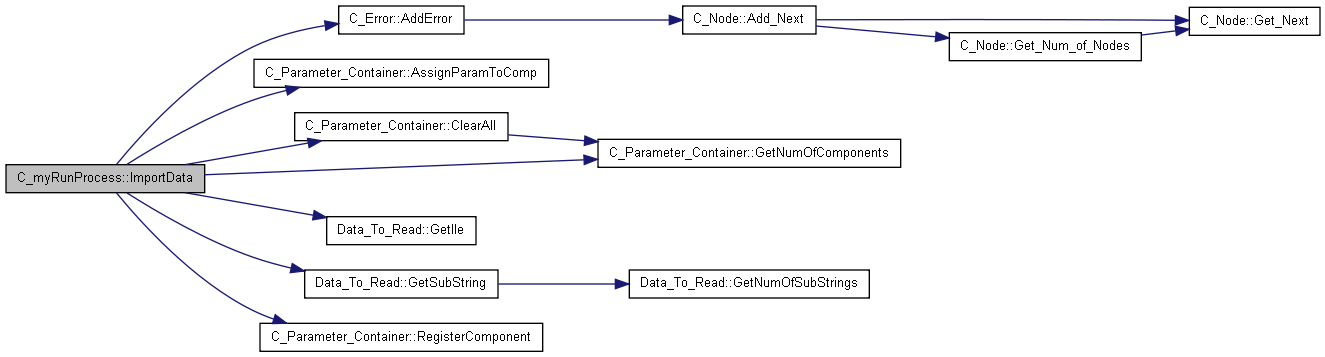 C_Error::AddError
C_Node::Add_Next
C_Node::Get_Next
C_Node::Get_Num_of_Nodes
C_Parameter_Container::AssignParamToComp
C_Parameter_Container::ClearAll
C_Parameter_Container::GetNumOfComponents
C_myRunProcess::ImportData
Data_To_Read::GetIle
Data_To_Read::GetSubString
Data_To_Read::GetNumOfSubStrings
C_Parameter_Container::RegisterComponent